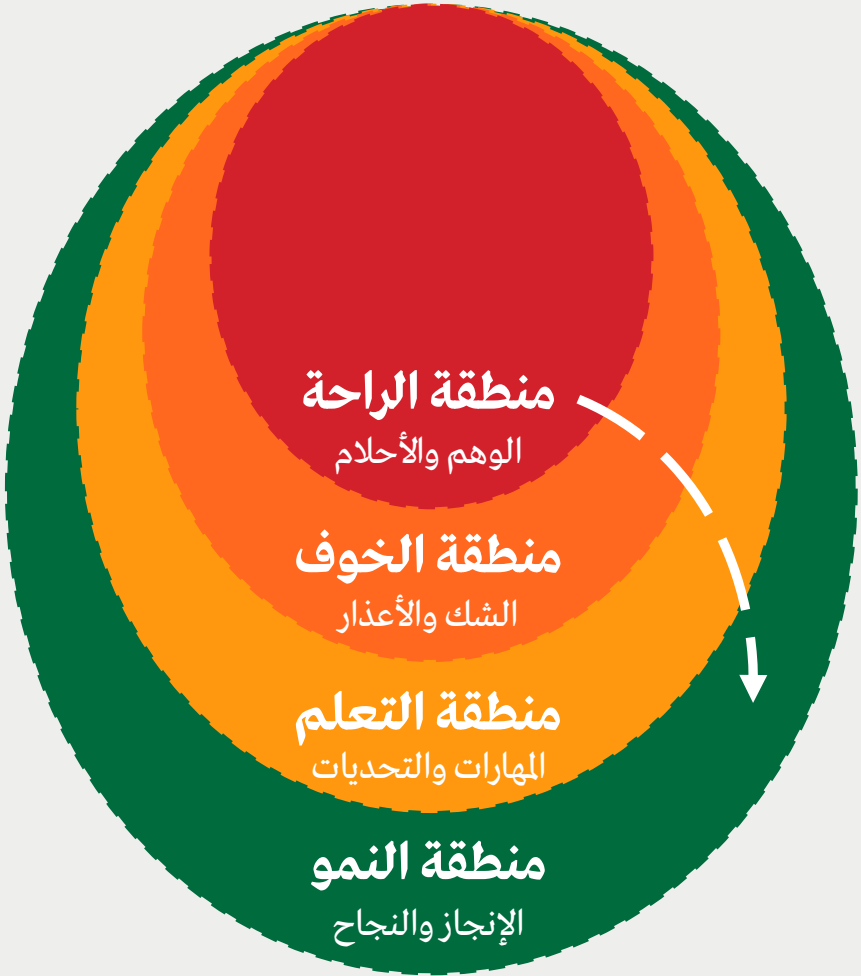 منطقة الراحة
الوهم والأحلام
منطقة الخوف
الشك والأعذار
منطقة التعلم
المهارات والتحديات
منطقة النمو
الإنجاز والنجاح